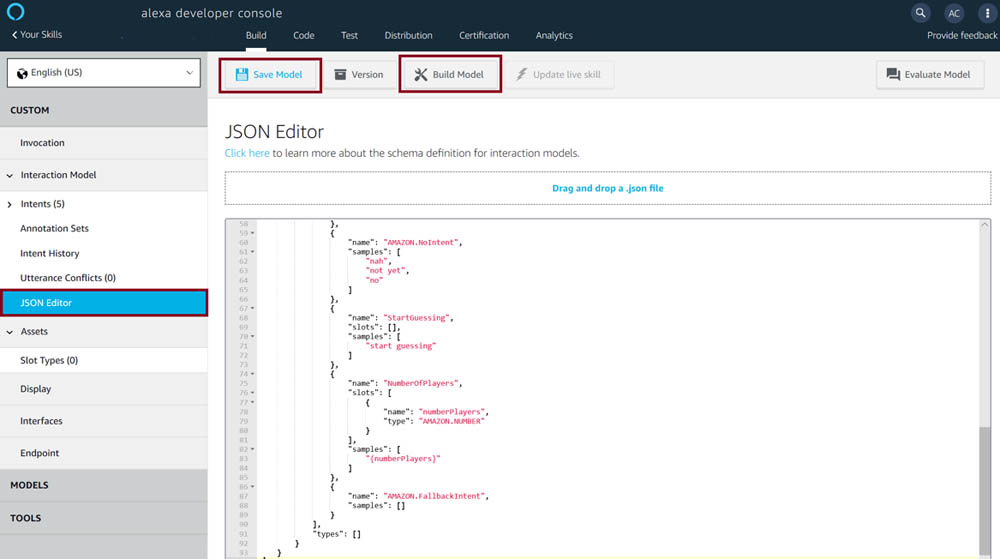 alexa developer console
AC
Your Skills
Build
Code
Test
Distribution
Certification
Analytics
Provide feedback
English (US)
Save Model
Version
Build Model
Update live skill
Evaluate Model
CUSTOM
Invocation
Interaction Model
Intents (5)
Annotation Sets
Intent History
Utterance Conflicts (0)
JSON Editor
Assets
Slot Types (0)
Display
Interfaces
Endpoint
MODELS
TOOLS
JSON Editor
Click here to learn more about the schema definition for interaction models.
Drag and drop a .json file
58 },
59 {
60 "name": "AMAZON.NoIntent",
61 "samples": [
62 "nah",
63 "not yet",
64 "no"
65 ]
66 },
67 {
68 "name": "StartGuessing",
69 "slots": [],
70 "samples": [
71 "start guessing"
72 ]
73 },
74 {
75 "name": "NumberOfPlayers",
76 "slots": [
77 {
78 "name": "numberPlayers",
79 "type": "AMAZON.NUMBER"
80 }
81 ],
82 "samples": [
83 "{numberPlayers}"
84 ]
85 },
86 {
87 "name": "AMAZON.FallbackIntent",
88 "samples": []
89 }
90 ],
91 "types": []
92 }
93 }